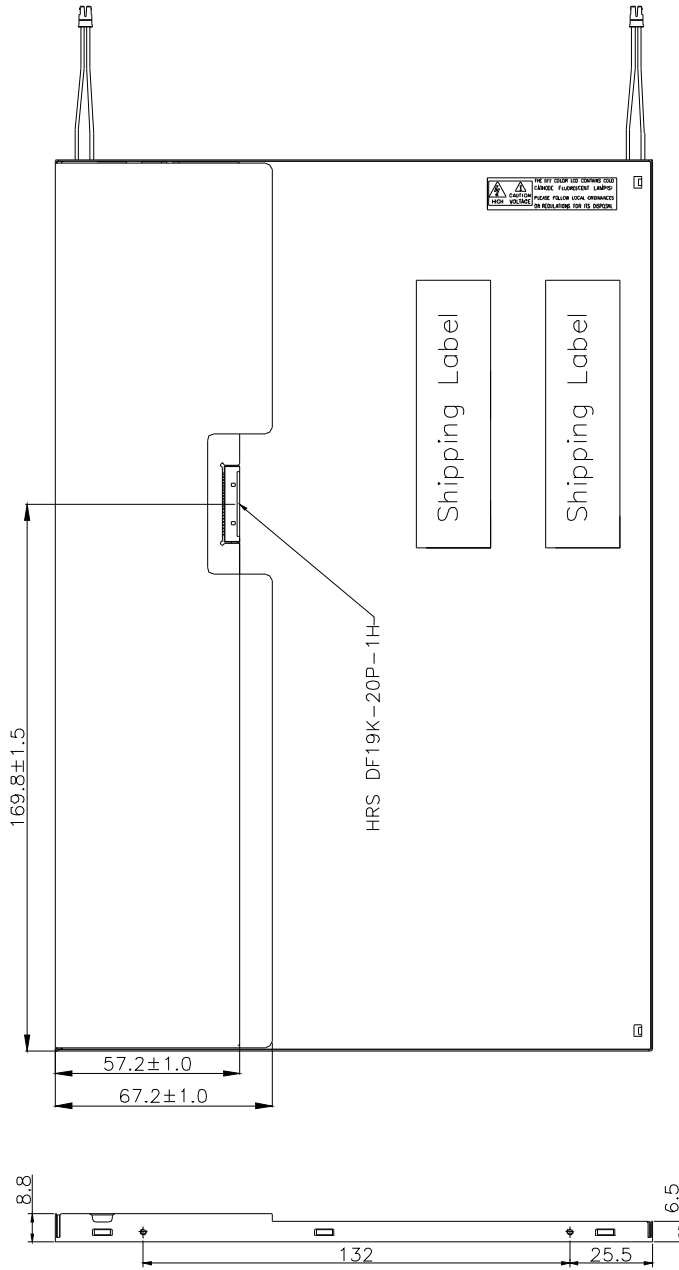 THE TFT COLOR LCD CONTAINS COLD
CATHODE FLUORESCENT LAMP(S)
PLEASE FOLLOW LOCAL ORDINANCES
OR REGULATIONS FOR ITS DISPOSAL
HIGH VOLTAGE
CAUTION
Shipping Label
Shipping Label
HRS DF19K-20P-1H
169.8±1.5
57.2±1.0
67.2±1.0
8.8
6.5
132
25.5